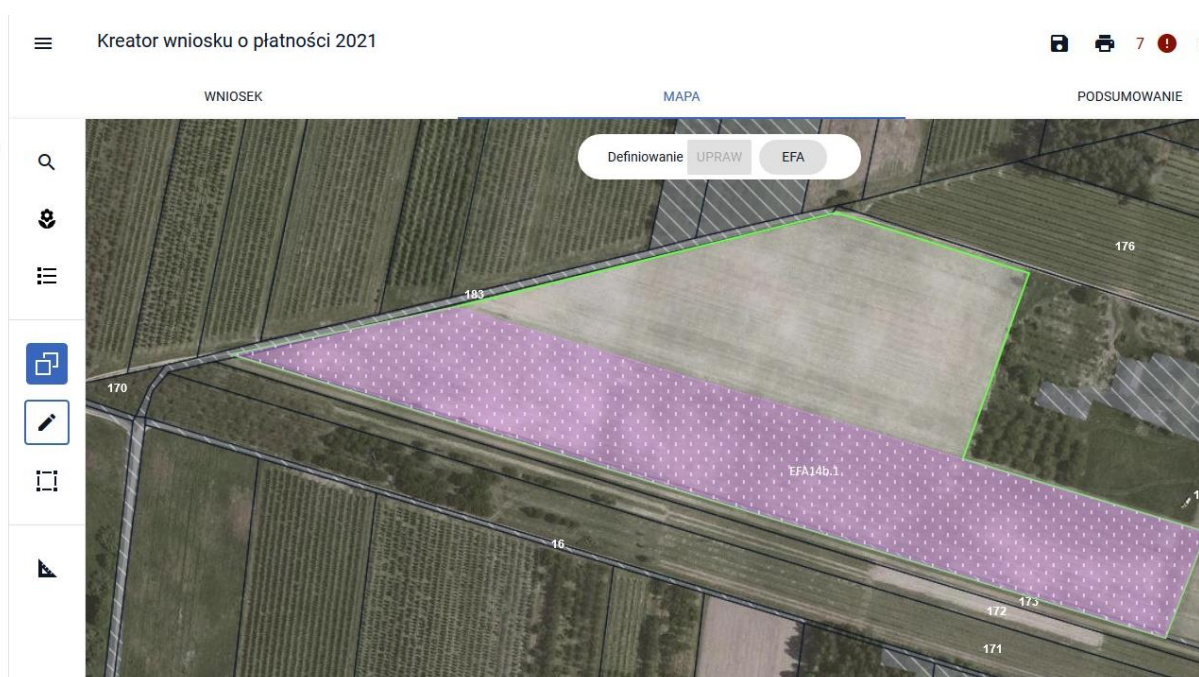 Kreator wniosku o płatności 2021
7
WNIOSEK
MAPA
PODSUMOWANIE
Definiowanie UPRAW EFA
176
183
170
EFA14b.1
1
16
173
172
171